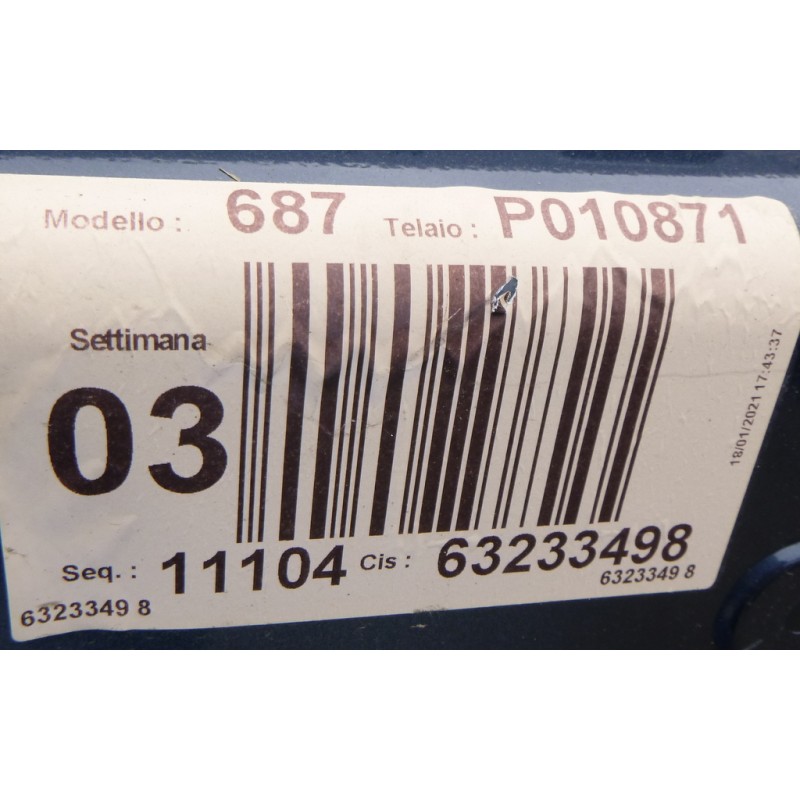 Modello : 687 Telaio : P010871
Settimana
03
18/01/2021 17:43:37
Seq. : 11104 Cis : 63233498
6323349 8
6323349 8